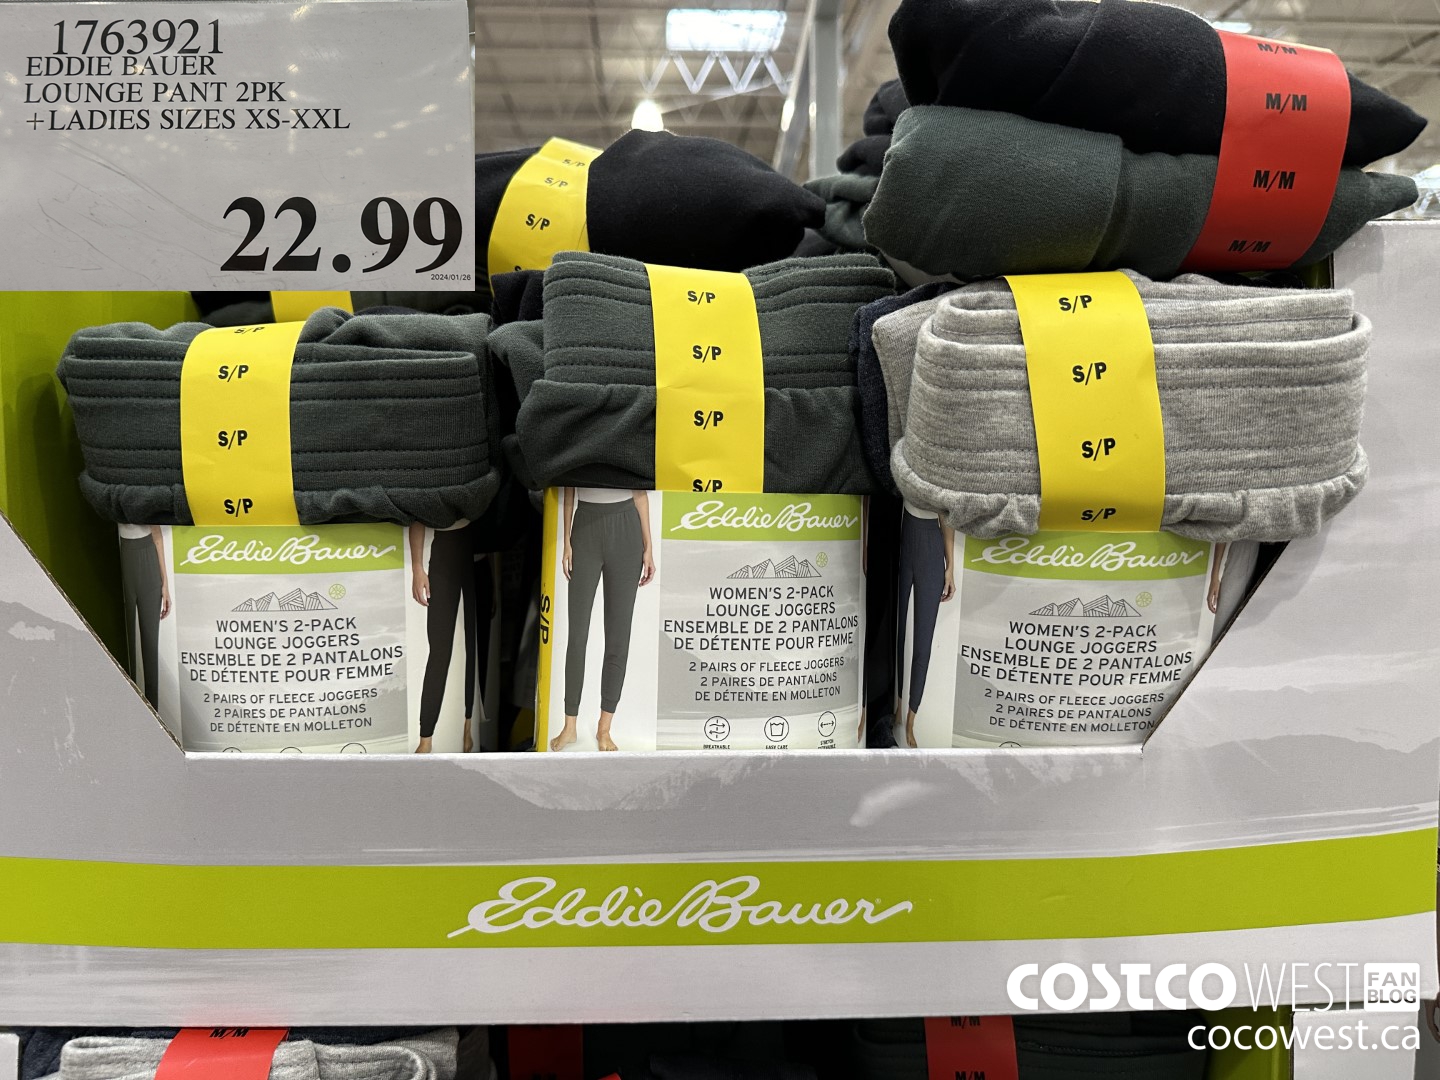 1763921
EDDIE BAUER
LOUNGE PANT 2PK
+LADIES SIZES XS-XXL
22.99
2024/01/26
S/P
S/P
S/P
S/P
M/M
M/M
M/M
M/M
S/P
S/P
S/P
S/P
S/P
S/P
S/P
S/P
S/P
S/P
S/P
S/P
Eddie Bauer
WOMEN'S 2-PACK
LOUNGE JOGGERS
ENSEMBLE DE 2 PANTALONS
DE DÉTENTE POUR FEMME
2 PAIRS OF FLEECE JOGGERS
2 PAIRES DE PANTALONS
DE DÉTENTE EN MOLLETON
S/P
Eddie Bauer
WOMEN'S 2-PACK
LOUNGE JOGGERS
ENSEMBLE DE 2 PANTALONS
DE DÉTENTE POUR FEMME
2 PAIRS OF FLEECE JOGGERS
2 PAIRES DE PANTALONS
DE DÉTENTE EN MOLLETON
BREATHABLE
EASY CARE
STRETCH
Eddie Bauer
WOMEN'S 2-PACK
LOUNGE JOGGERS
ENSEMBLE DE 2 PANTALONS
DE DÉTENTE POUR FEMME
2 PAIRS OF FLEECE JOGGERS
2 PAIRES DE PANTALONS
DE DÉTENTE EN MOLLETON
Eddie Bauer
COSTCO WEST FAN BLOG
cocowest.ca
M/M
M/M
M/M